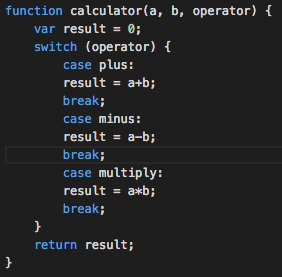 function calculator(a, b, operator) {
    var result = 0;
    switch (operator) {
        case plus:
        result = a+b;
        break;
        case minus:
        result = a-b;
        break;
        case multiply:
        result = a*b;
        break;
    }
    return result;
}